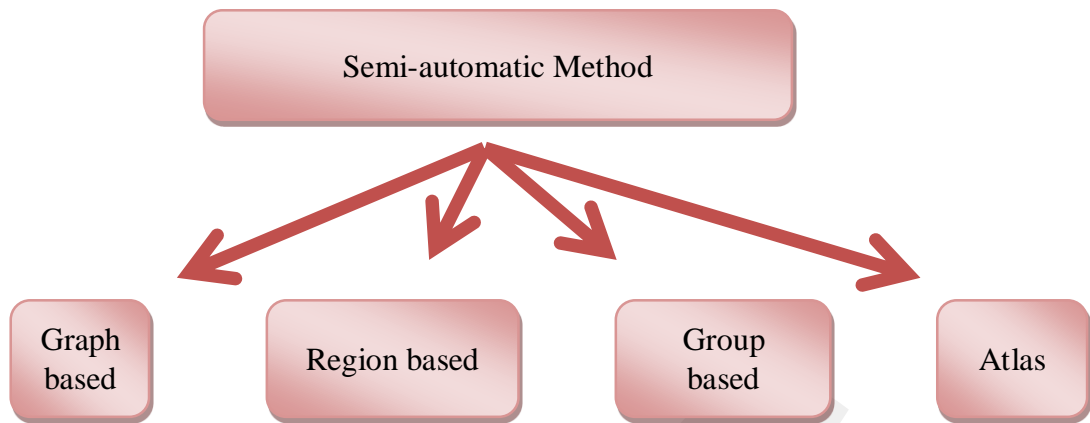 Semi-automatic Method
Graph
based
Region based
Group
based
Atlas